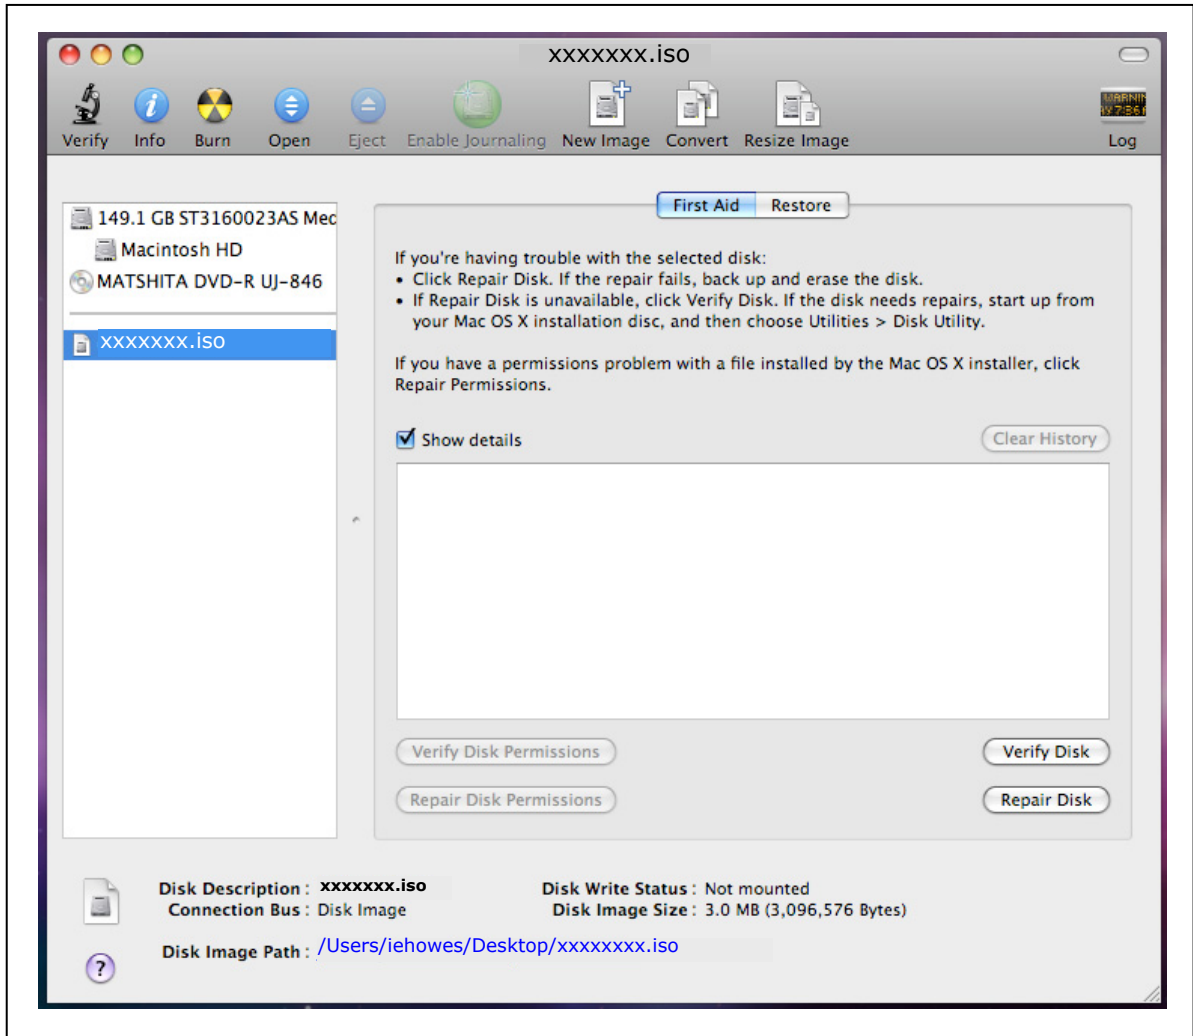 xxxxxxx.iso
Verify Info Burn Open Eject Enable Journaling New Image Convert Resize Image Log
149.1 GB ST3160023AS Med
Macintosh HD
MATSHITA DVD-R UJ-846
xxxxxxx.iso
First Aid Restore
If you're having trouble with the selected disk:
• Click Repair Disk. If the repair fails, back up and erase the disk.
• If Repair Disk is unavailable, click Verify Disk. If the disk needs repairs, start up from
your Mac OS X installation disc, and then choose Utilities > Disk Utility.
If you have a permissions problem with a file installed by the Mac OS X installer, click
Repair Permissions.
Show details
Clear History
Verify Disk Permissions
Verify Disk
Repair Disk Permissions
Repair Disk
Disk Description : xxxxxxx.iso
Disk Write Status : Not mounted
Connection Bus : Disk Image
Disk Image Size : 3.0 MB (3,096,576 Bytes)
Disk Image Path : /Users/iehowes/Desktop/xxxxxxxx.iso
?